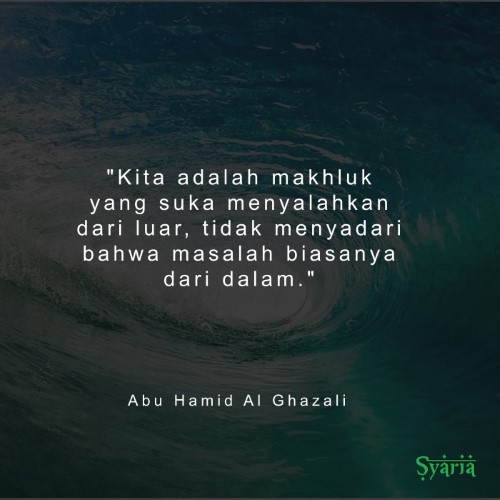 "Kita adalah makhluk
yang suka menyalahkan
dari luar, tidak menyadari
bahwa masalah biasanya
dari dalam."
Abu Hamid Al Ghazali
Syaria